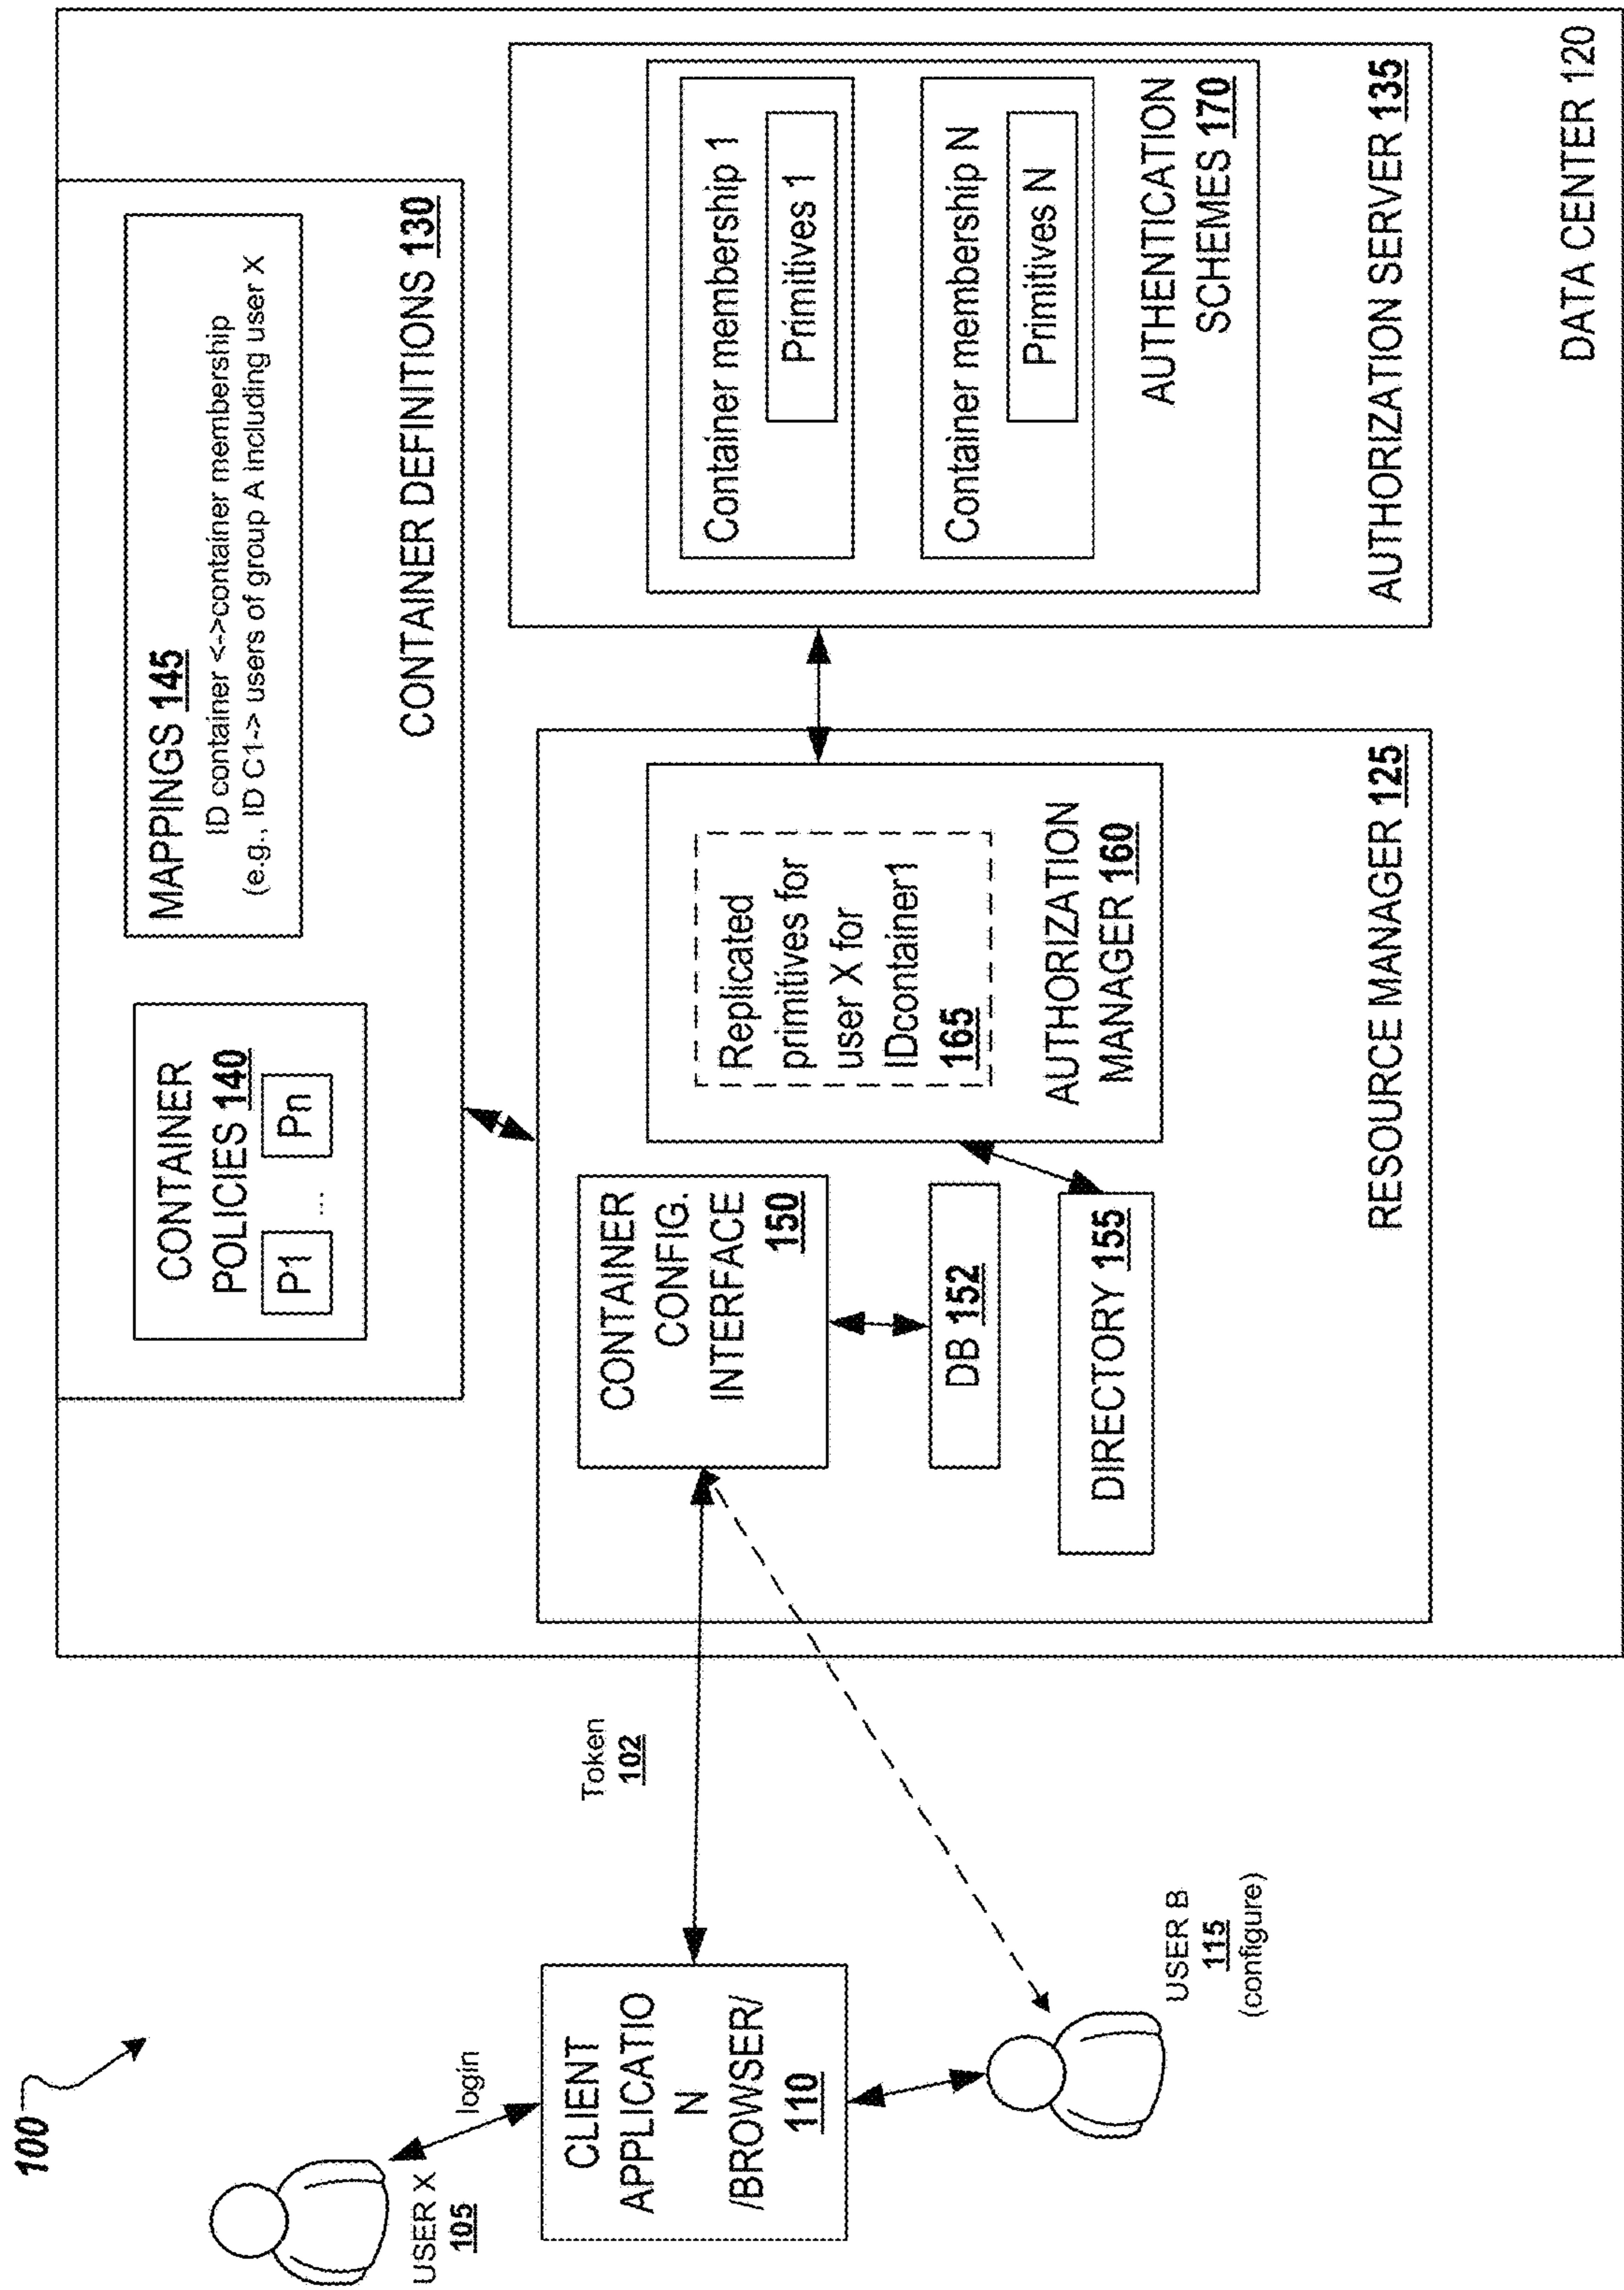 100
USER X
105
login
CLIENT
APPLICATIO
N
/BROWSER/
110
USER B
115
(configure)
Token
102
CONTAINER
POLICIES 140
P1 ... Pn
MAPPINGS 145
ID container <->container membership
(e.g., ID C1-> users of group A including user X
CONTAINER DEFINITIONS 130
CONTAINER
CONFIG.
INTERFACE
150
DB 152
DIRECTORY 155
Replicated
primitives for
user X for
IDcontainer1
165
AUTHORIZATION
MANAGER 160
RESOURCE MANAGER 125
Container membership 1
Primitives 1
Container membership N
Primitives N
AUTHENTICATION
SCHEMES 170
AUTHORIZATION SERVER 135
DATA CENTER 120